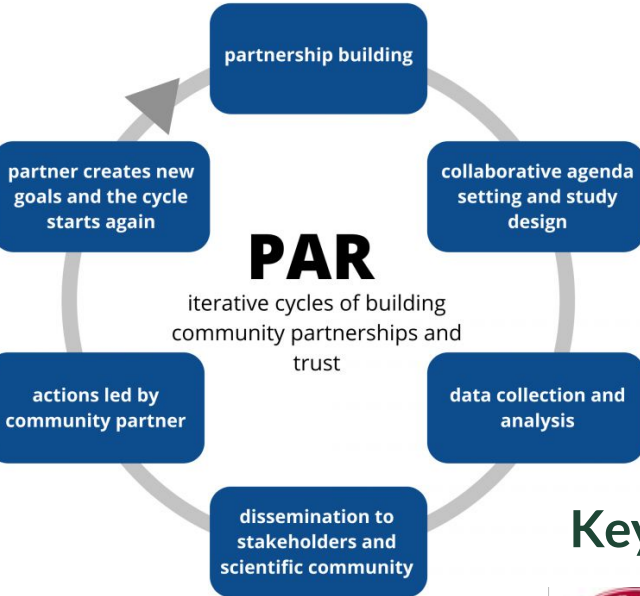 partnership building
collaborative agenda
setting and study
design
data collection and
analysis
dissemination to
stakeholders and
scientific community
actions led by
community partner
partner creates new
goals and the cycle
starts again
PAR
iterative cycles of building
community partnerships and
trust
Key